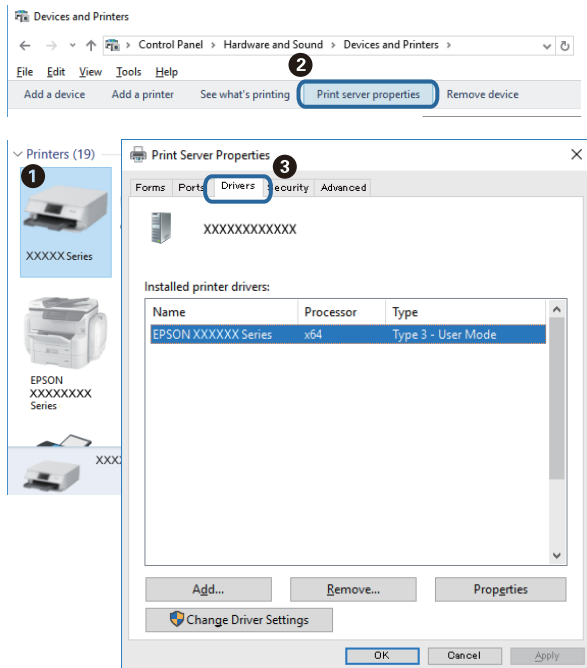 Devices and Printers
Control Panel > Hardware and Sound > Devices and Printers >
2
File Edit View Tools Help
Add a device Add a printer See what's printing Print server properties Remove device
Printers (19)
1
XXXXX Series
EPSON
XXXXXXXX
Series
XXX
Print Server Properties
3
Forms Ports Drivers Security Advanced
XXXXXXXXXXXX
Installed printer drivers:
Name Processor Type
EPSON XXXXXX Series x64 Type 3 - User Mode
Add... Remove... Properties
Change Driver Settings
OK Cancel Apply